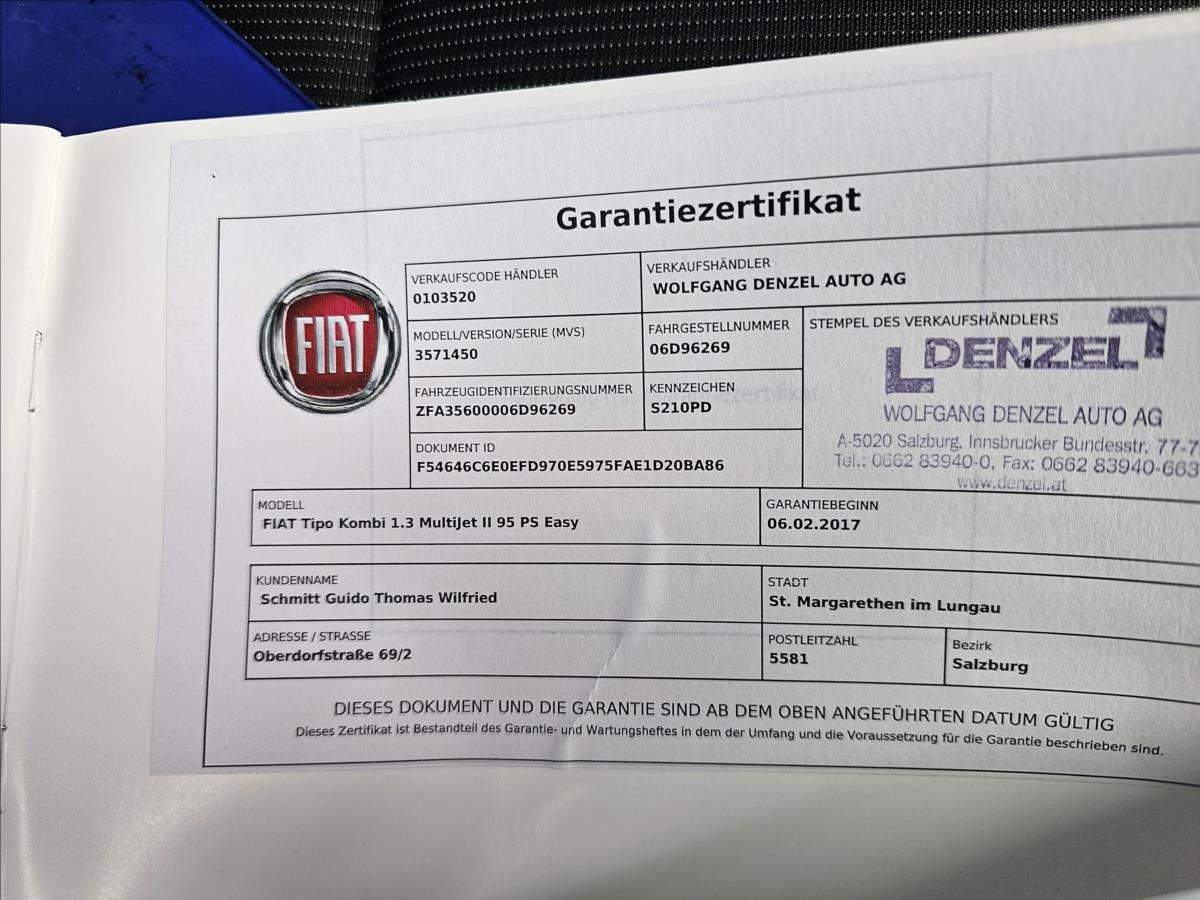 Garantiezertifikat
FIAT
VERKAUFSCODE HÄNDLER
0103520
VERKAUFSHÄNDLER
WOLFGANG DENZEL AUTO AG
MODELL/VERSION/SERIE (MVS)
3571450
FAHRGESTELLNUMMER
06D96269
STEMPEL DES VERKAUFSHÄNDLERS
DENZEL
WOLFGANG DENZEL AUTO AG
A-5020 Salzburg, Innsbrucker Bundesstr.
Tel.: 0662 83940-0, Fax: 0662 83940-663
www.denzel.at
FAHRZEUGIDENTIFIZIERUNGSNUMMER
ZFA35600006D96269
KENNZEICHEN
S210PD
DOKUMENT ID
F54646C6E0EFD970E5975FAE1D20BA86
MODELL
FIAT Tipo Kombi 1.3 MultiJet II 95 PS Easy
GARANTIEBEGINN
06.02.2017
KUNDENNAME
Schmitt Guido Thomas Wilfried
STADT
St. Margarethen im Lungau
ADRESSE / STRASSE
Oberdorfstraße 69/2
POSTLEITZAHL
5581
Bezirk
Salzburg
DIESES DOKUMENT UND DIE GARANTIE SIND AB DEM OBEN ANGEFÜHRTEN DATUM GÜLTIG
Dieses Zertifikat ist Bestandteil des Garantie- und Wartungsheftes in dem der Umfang und die Voraussetzung für die Garantie beschrieben sind.